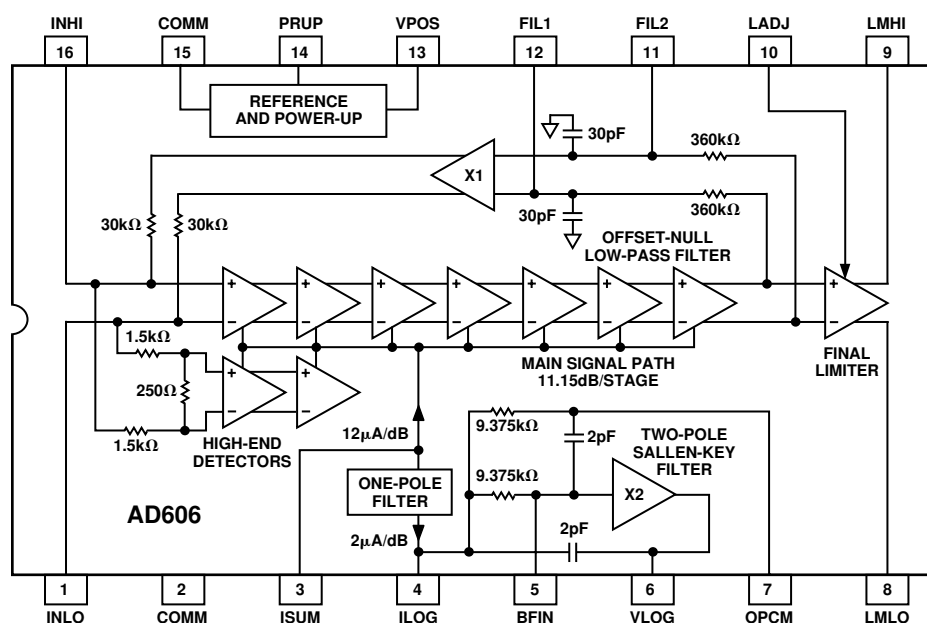 INHI COMM PRUP VPOS FIL1 FIL2 LADJ LMHI
16 15 14 13 12 11 10 9
REFERENCE
AND POWER-UP
30pF
360kΩ
X1
30pF
360kΩ
30kΩ 30kΩ
OFFSET-NULL
LOW-PASS FILTER
+ + + + + + + +
– – – – – – – –
1.5kΩ
MAIN SIGNAL PATH
11.15dB/STAGE
FINAL
LIMITER
+ +
250Ω
– –
1.5kΩ
HIGH-END
DETECTORS
12μA/dB
9.375kΩ
2pF
TWO-POLE
SALLEN-KEY
FILTER
ONE-POLE
FILTER
9.375kΩ
X2
AD606
2μA/dB
2pF
1 2 3 4 5 6 7 8
INLO COMM ISUM ILOG BFIN VLOG OPCM LMLO